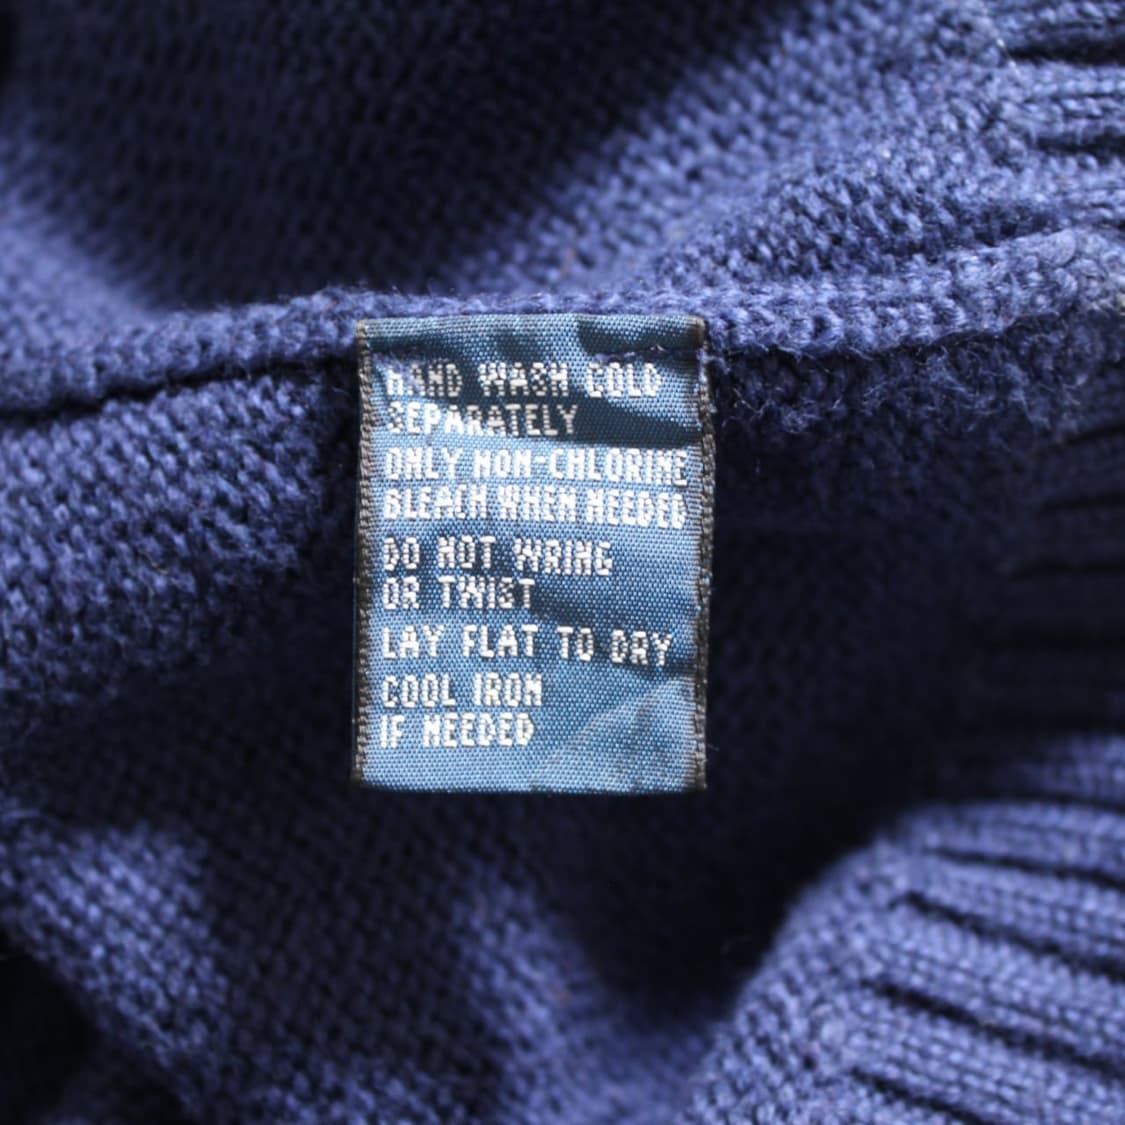 HAND WASH COLD
SEPARATELY
ONLY NON-CHLORINE
BLEACH WHEN NEEDED
DO NOT WRING
OR TWIST
LAY FLAT TO DRY
COOL IRON
IF NEEDED